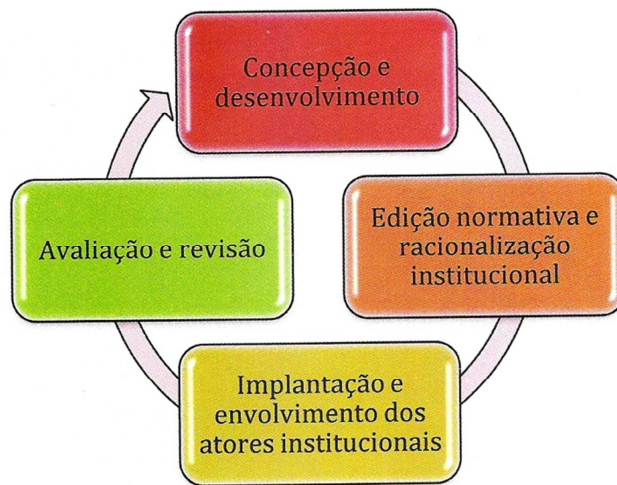 Concepção e
desenvolvimento
Edição normativa e
racionalização
institucional
Implantação e
envolvimento dos
atores institucionais
Avaliação e revisão